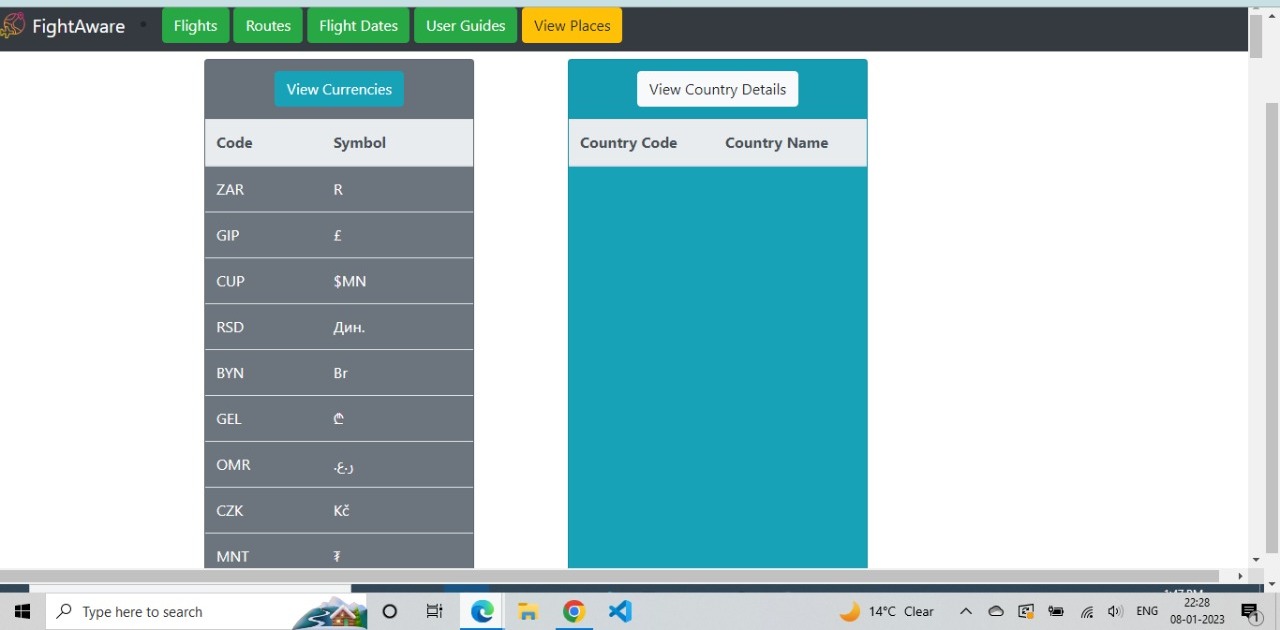 FightAware
Flights
Routes
Flight Dates
User Guides
View Places
View Currencies
Code Symbol
ZAR R
GIP £
CUP $MN
RSD Дин.
BYN Br
GEL ₾
OMR ر.ع.
CZK Kč
MNT ₮
View Country Details
Country Code Country Name
Type here to search
14°C Clear
ENG
22:28
08-01-2023
1